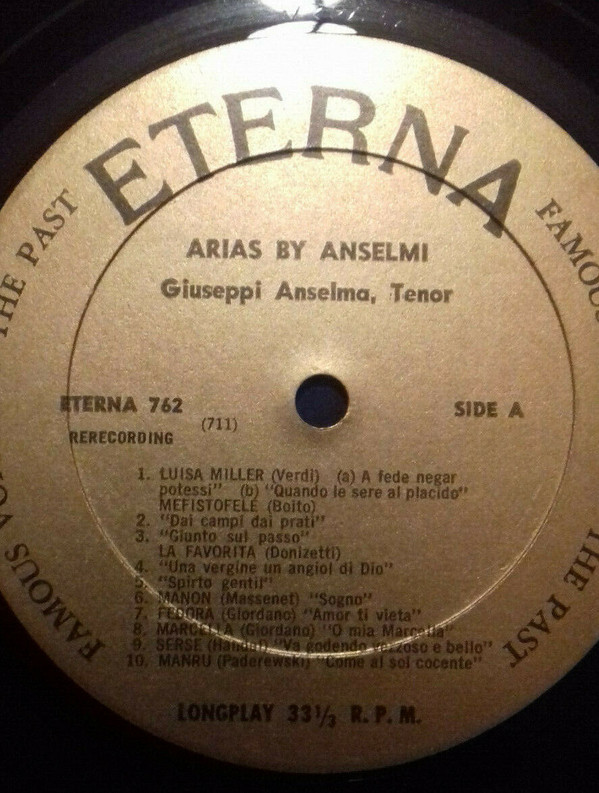 ETERNA
THE PAST
FAMOUS
ARIAS BY ANSELMI
Giuseppi Anselma, Tenor
ETERNA 762
(711)
SIDE A
RERECORDING
1. LUISA MILLER (Verdi) (a) A fede negar
potessi" (b) "Quando le sere al placido"
MEFISTOFELE (Boito)
2. "Dai campi dai prati"
3. "Giunto sul passo"
LA FAVORITA (Donizetti)
4. "Una vergine un angiol di Dio"
5. "Spirto gentil"
6. MANON (Massenet) "Sogno"
7. FEDORA (Giordano) "Amor ti vieta"
8. MARCELLA (Giordano) "O mia Marcella"
9. SERSE (Handel) "Va godendo vezzoso e bello"
10. MANRU (Paderewski) "Come al sol cocente"
FAMOUS
THE PAST
LONGPLAY 33⅓ R. P. M.